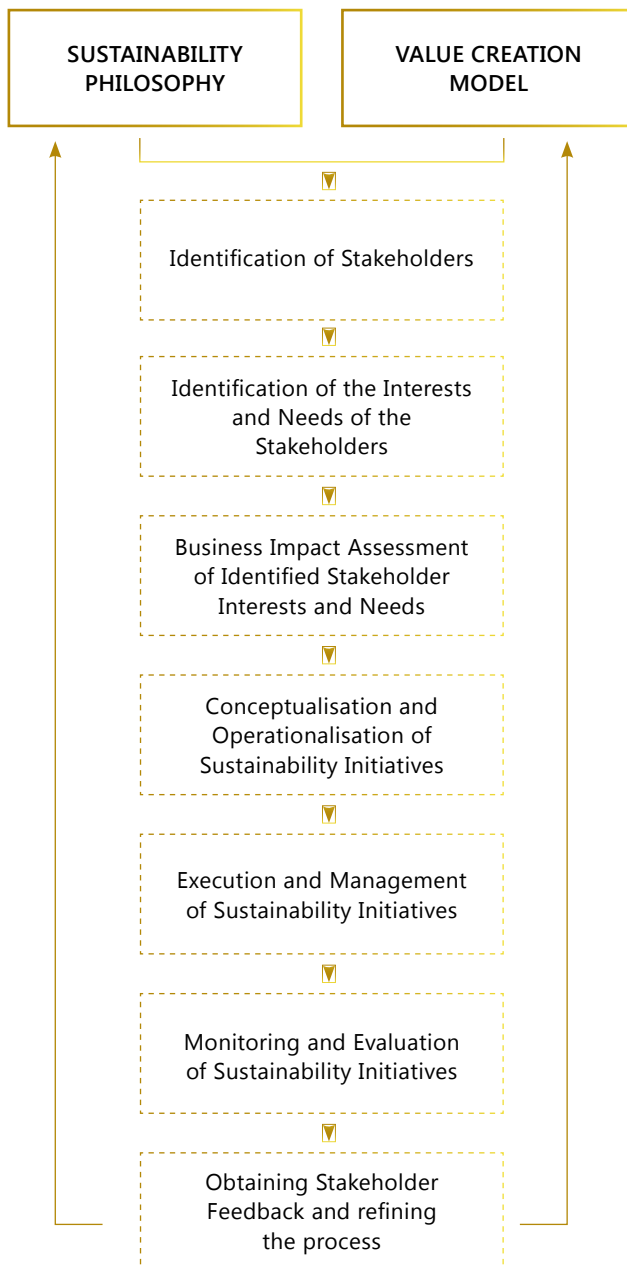 SUSTAINABILITY
PHILOSOPHY
VALUE CREATION
MODEL
Identification of Stakeholders
Identification of the Interests
and Needs of the
Stakeholders
Business Impact Assessment
of Identified Stakeholder
Interests and Needs
Conceptualisation and
Operationalisation of
Sustainability Initiatives
Execution and Management
of Sustainability Initiatives
Monitoring and Evaluation
of Sustainability Initiatives
Obtaining Stakeholder
Feedback and refining
the process